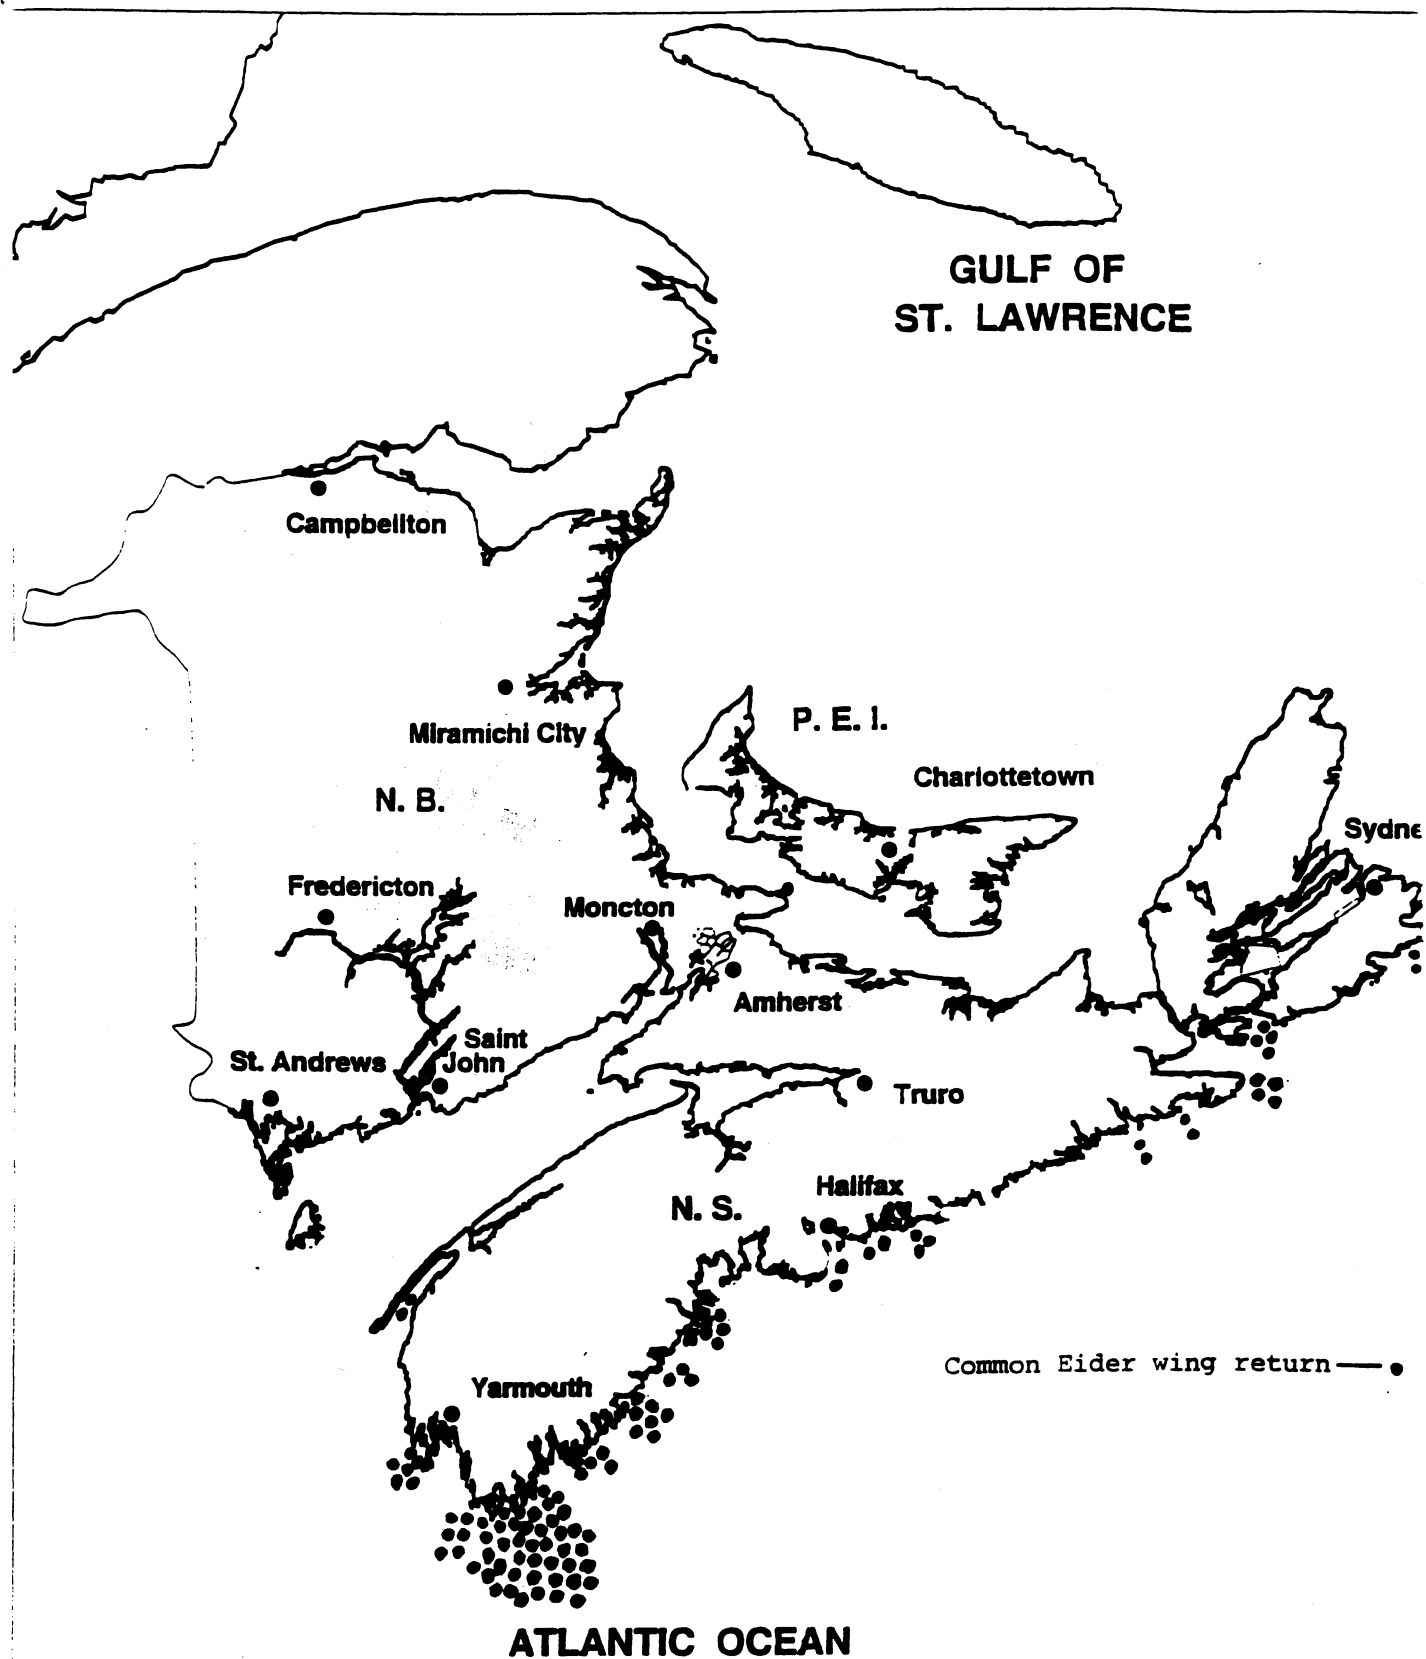 GULF OF
ST. LAWRENCE
Campbellton
P. E. I.
Miramichi City
Charlottetown
N. B.
Sydne
Fredericton
Moncton
Amherst
Saint
John
St. Andrews
Truro
Halifax
N. S.
Common Eider wing return
Yarmouth
ATLANTIC OCEAN